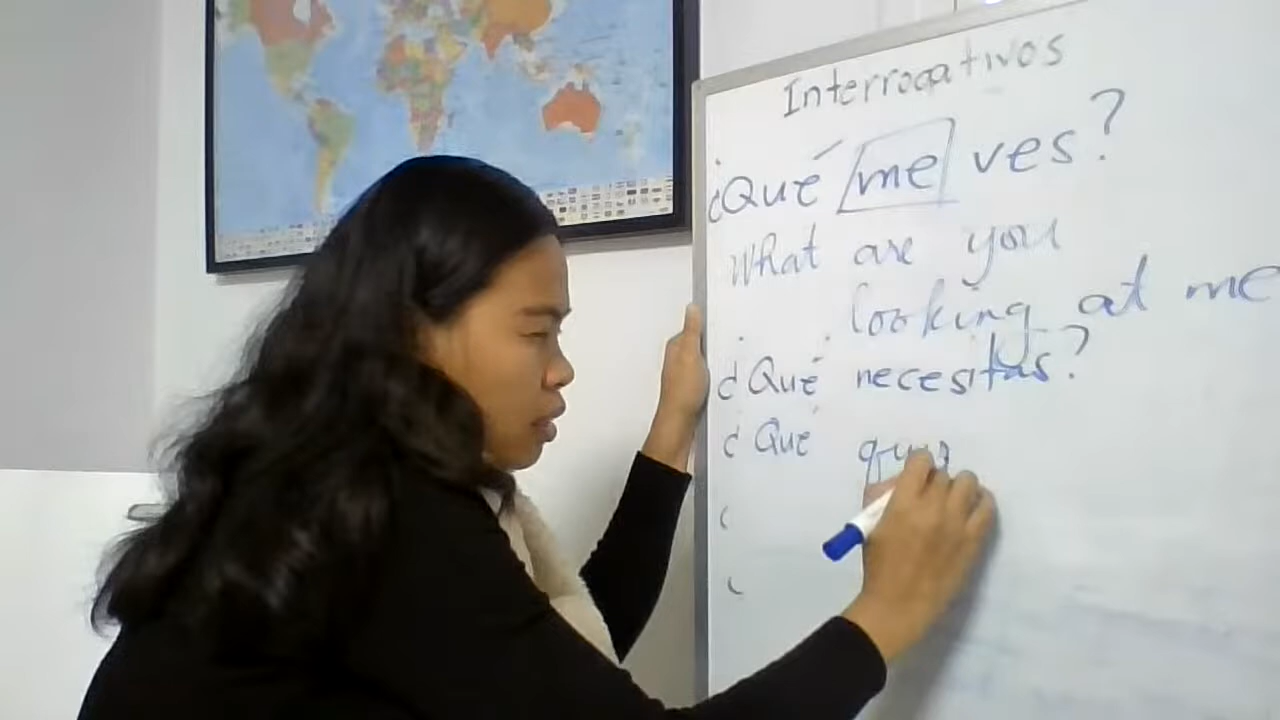 Interrogativos
¿Qué me ves?
What are you
looking at me
¿Qué necesitas?
¿Qué